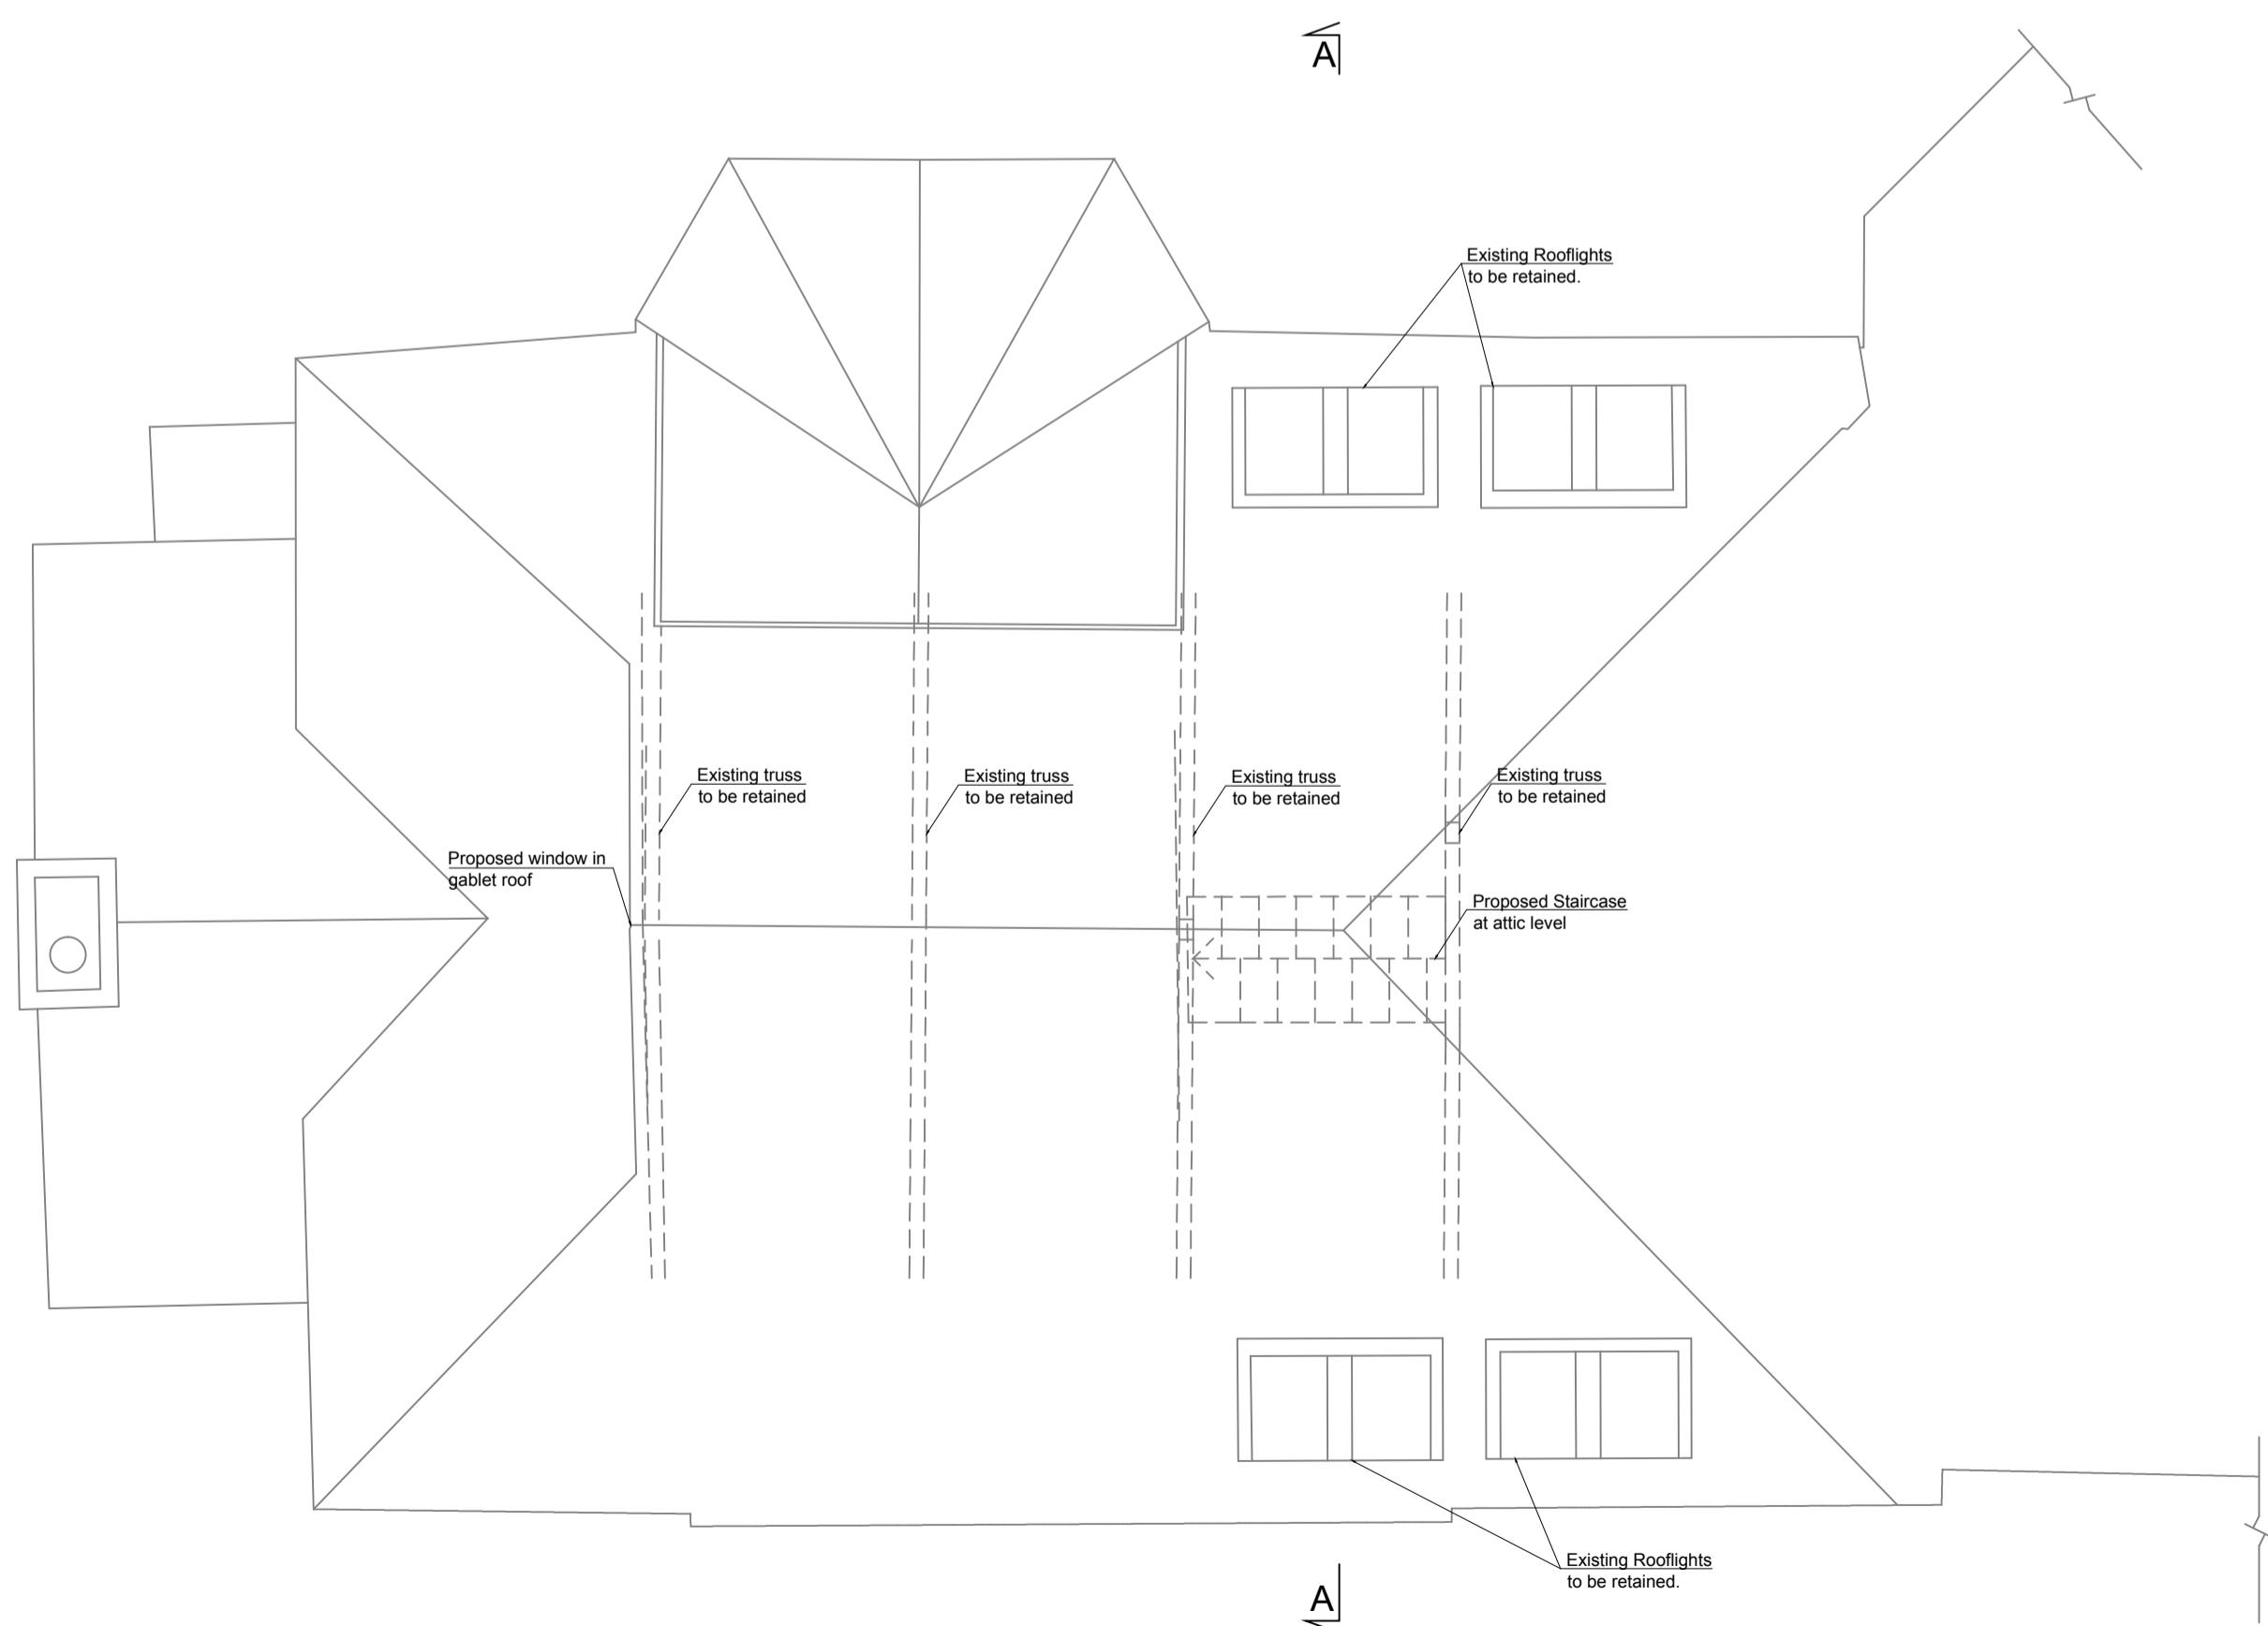 A
Existing Rooflights
to be retained.
Existing truss
to be retained
Existing truss
to be retained
Existing truss
to be retained
Existing truss
to be retained
Proposed window in
gablet roof
Proposed Staircase
at attic level
Existing Rooflights
to be retained.
A